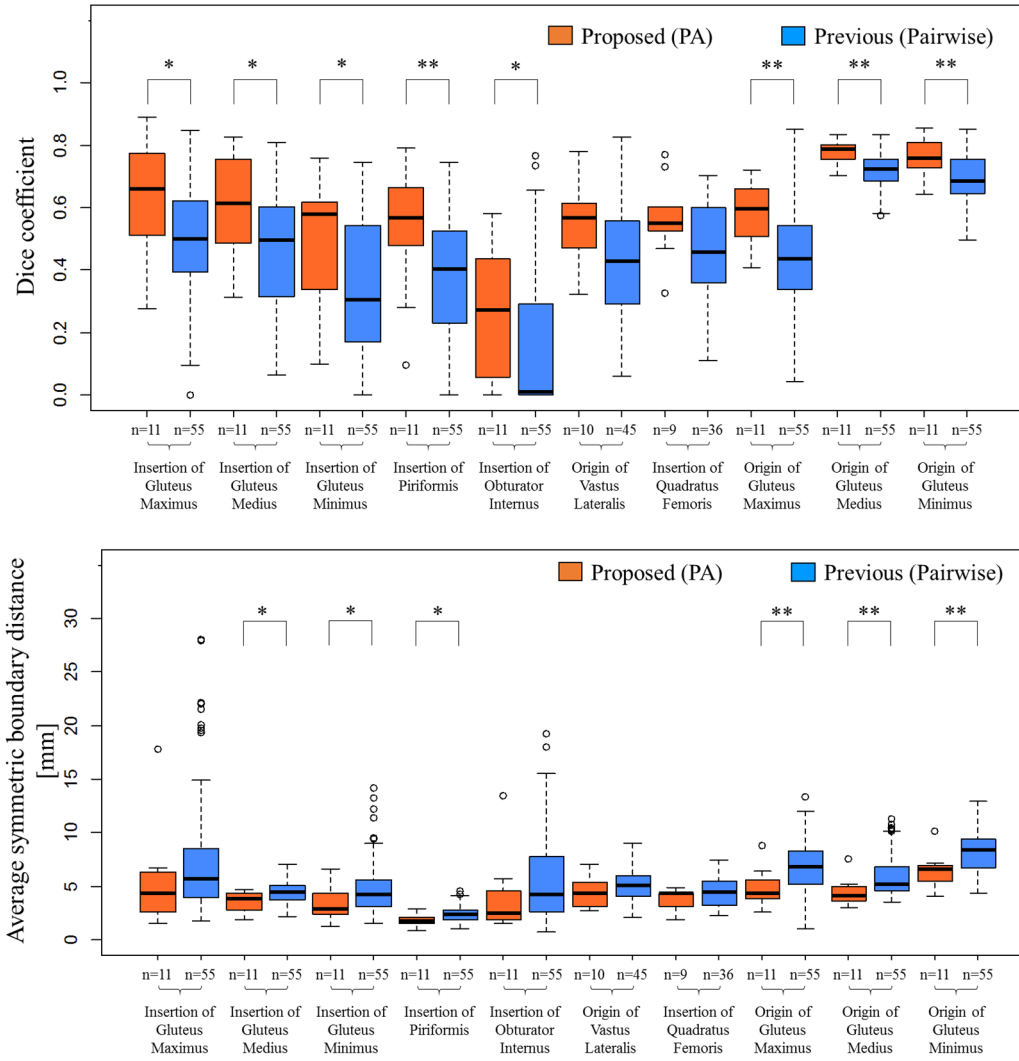 Proposed (PA) Previous (Pairwise)
* * * ** * ** ** **
Dice coefficient
1.0
0.8
0.6
0.4
0.2
0.0
n=11 n=55 n=11 n=55 n=11 n=55 n=11 n=55 n=11 n=55 n=10 n=45 n=9 n=36 n=11 n=55 n=11 n=55 n=11 n=55
Insertion of Gluteus Maximus
Insertion of Gluteus Medius
Insertion of Gluteus Minimus
Insertion of Piriformis
Insertion of Obturator Internus
Origin of Vastus Lateralis
Insertion of Quadratus Femoris
Origin of Gluteus Maximus
Origin of Gluteus Medius
Origin of Gluteus Minimus
Proposed (PA) Previous (Pairwise)
* * * ** ** **
Average symmetric boundary distance
[mm]
30
25
20
15
10
5
0
n=11 n=55 n=11 n=55 n=11 n=55 n=11 n=55 n=11 n=55 n=10 n=45 n=9 n=36 n=11 n=55 n=11 n=55 n=11 n=55
Insertion of Gluteus Maximus
Insertion of Gluteus Medius
Insertion of Gluteus Minimus
Insertion of Piriformis
Insertion of Obturator Internus
Origin of Vastus Lateralis
Insertion of Quadratus Femoris
Origin of Gluteus Maximus
Origin of Gluteus Medius
Origin of Gluteus Minimus